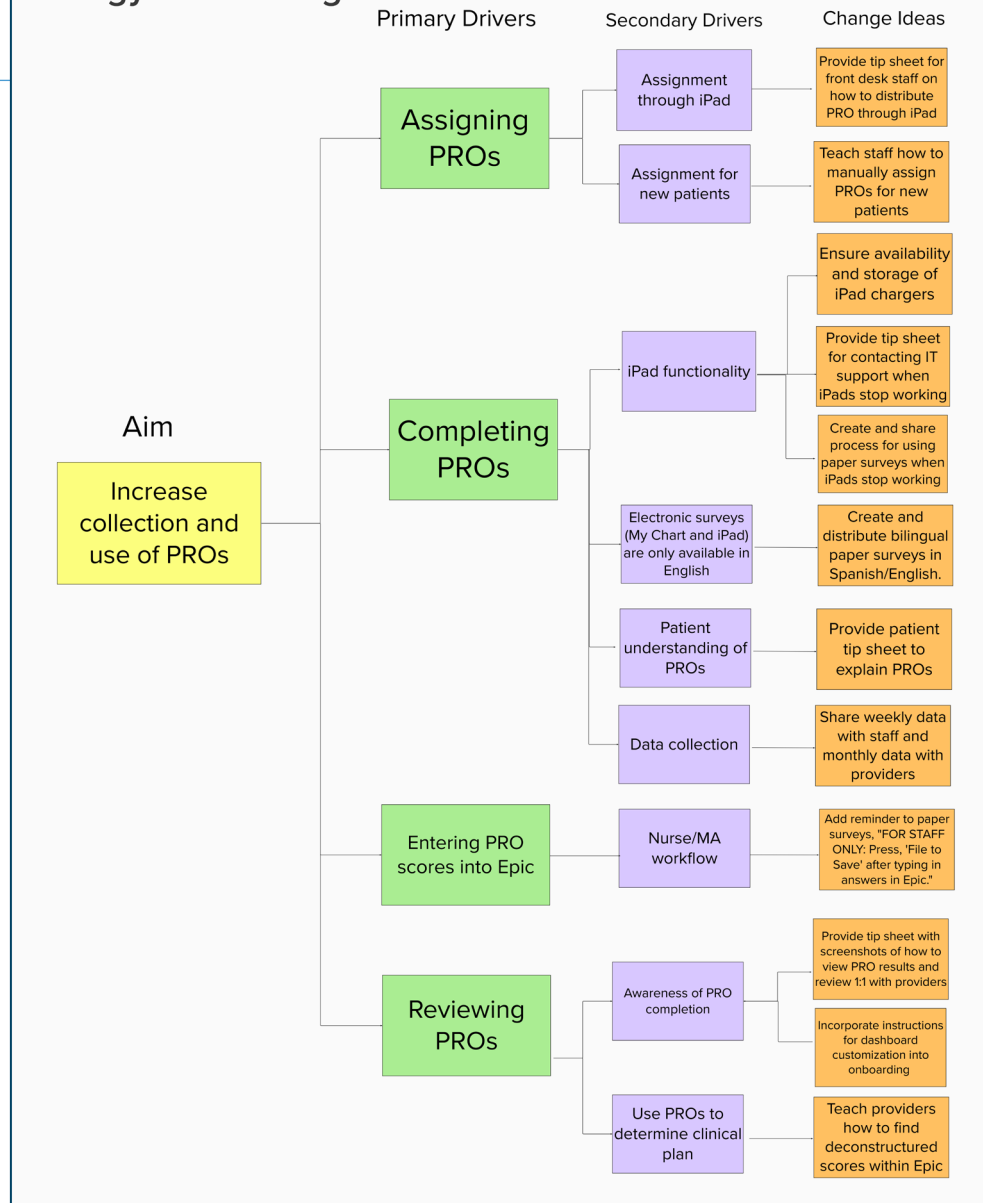 Primary Drivers
Secondary Drivers
Change Ideas
Assigning
PROs
Assignment
through iPad
Provide tip sheet for
front desk staff on
how to distribute
PRO through iPad
Assignment for
new patients
Teach staff how to
manually assign
PROs for new
patients
Aim
Increase
collection and
use of PROs
Completing
PROs
iPad functionality
Ensure availability
and storage of
iPad chargers
Provide tip sheet
for contacting IT
support when
iPads stop working
Create and share
process for using
paper surveys when
iPads stop working
Electronic surveys
(My Chart and iPad)
are only available in
English
Create and
distribute bilingual
paper surveys in
Spanish/English.
Patient
understanding of
PROs
Provide patient
tip sheet to
explain PROs
Data collection
Share weekly data
with staff and
monthly data with
providers
Entering PRO
scores into Epic
Nurse/MA
workflow
Add reminder to paper
surveys, "FOR STAFF
ONLY: Press, 'File to
Save' after typing in
answers in Epic."
Reviewing
PROs
Awareness of PRO
completion
Provide tip sheet with
screenshots of how to
view PRO results and
review 1:1 with providers
Incorporate instructions
for dashboard
customization into
onboarding
Use PROs to
determine clinical
plan
Teach providers
how to find
deconstructured
scores within Epic